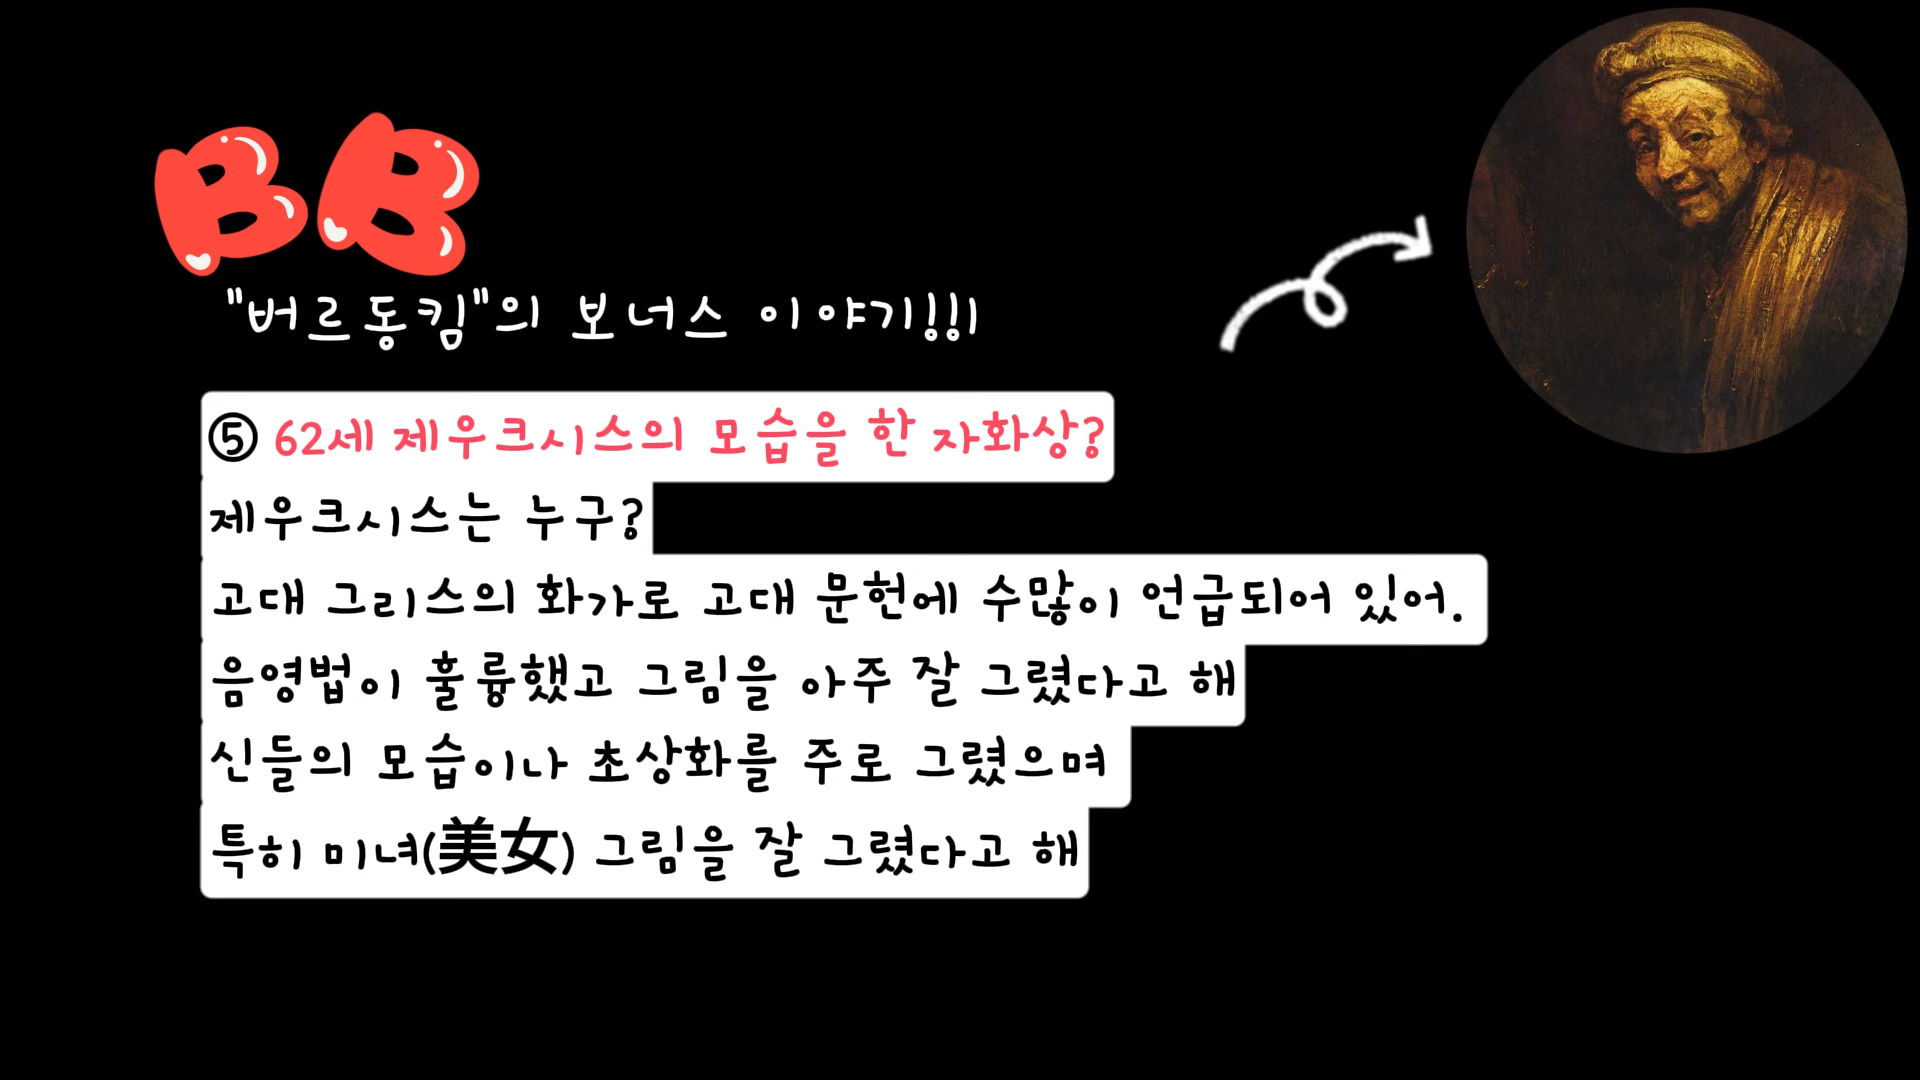 BB
"버르동킴"의 보너스 이야기!!!
⑤ 62세 제우크시스의 모습을 한 자화상?
제우크시스는 누구?
고대 그리스의 화가로 고대 문헌에 수많이 언급되어 있어.
음영법이 훌륭했고 그림을 아주 잘 그렸다고 해
신들의 모습이나 초상화를 주로 그렸으며
특히 미녀(美女) 그림을 잘 그렸다고 해